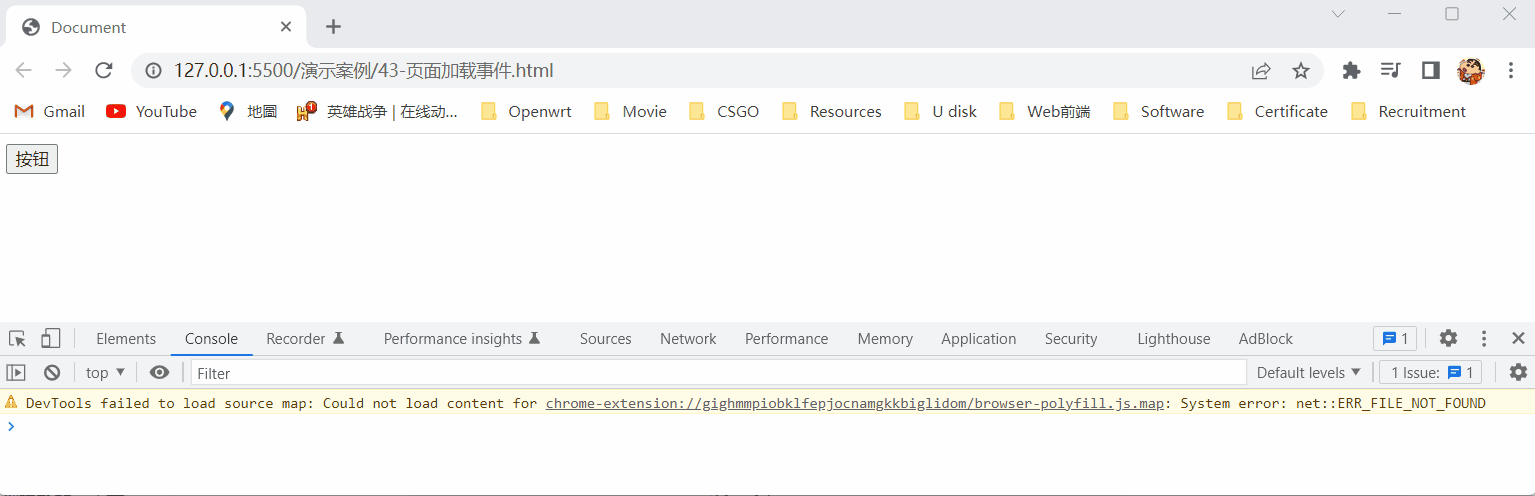 Document
127.0.0.1:5500/演示案例/43-页面加载事件.html
Gmail YouTube 地圖 1 英雄战争 | 在线动... Openwrt Movie CSGO Resources U disk Web前端 Software Certificate Recruitment
按钮
Elements Console Recorder Performance insights Sources Network Performance Memory Application Security Lighthouse AdBlock 1
top Filter Default levels 1 Issue: 1
DevTools failed to load source map: Could not load content for chrome-extension://gighmmpiobklfepjocnamgkkbiglidom/browser-polyfill.js.map: System error: net::ERR_FILE_NOT_FOUND